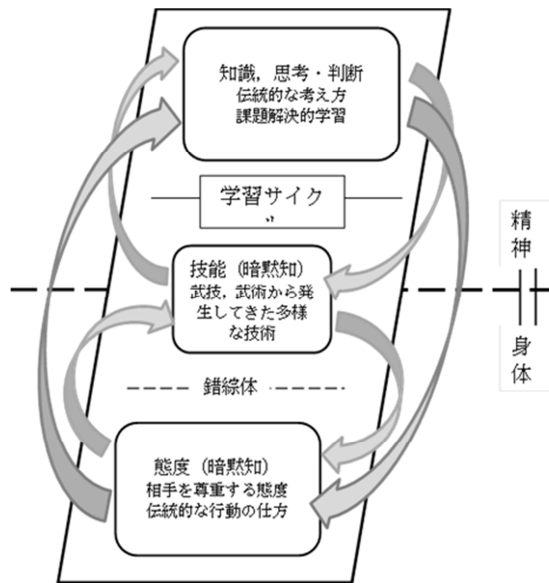 知識，思考・判断
伝統的な考え方
課題解決的学習
学習サイク
技能（暗黙知）
武技，武術から発
生してきた多様
な技術
精神
身体
錯綜体
態度（暗黙知）
相手を尊重する態度
伝統的な行動の仕方